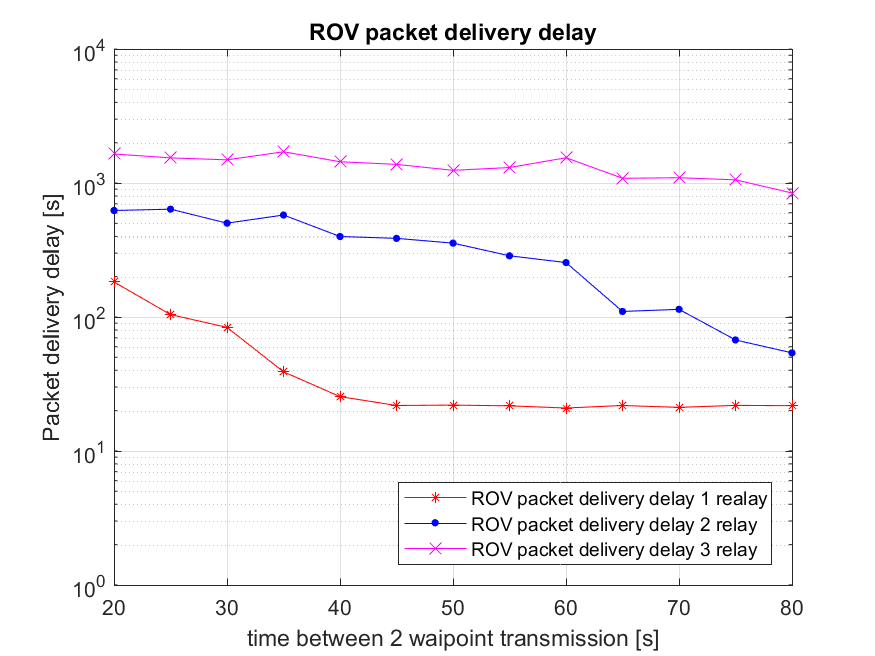 ROV packet delivery delay
Packet delivery delay [s]
10^4
10^3
10^2
10^1
10^0
20 30 40 50 60 70 80
time between 2 waipoint transmission [s]
ROV packet delivery delay 1 realay
ROV packet delivery delay 2 relay
ROV packet delivery delay 3 relay